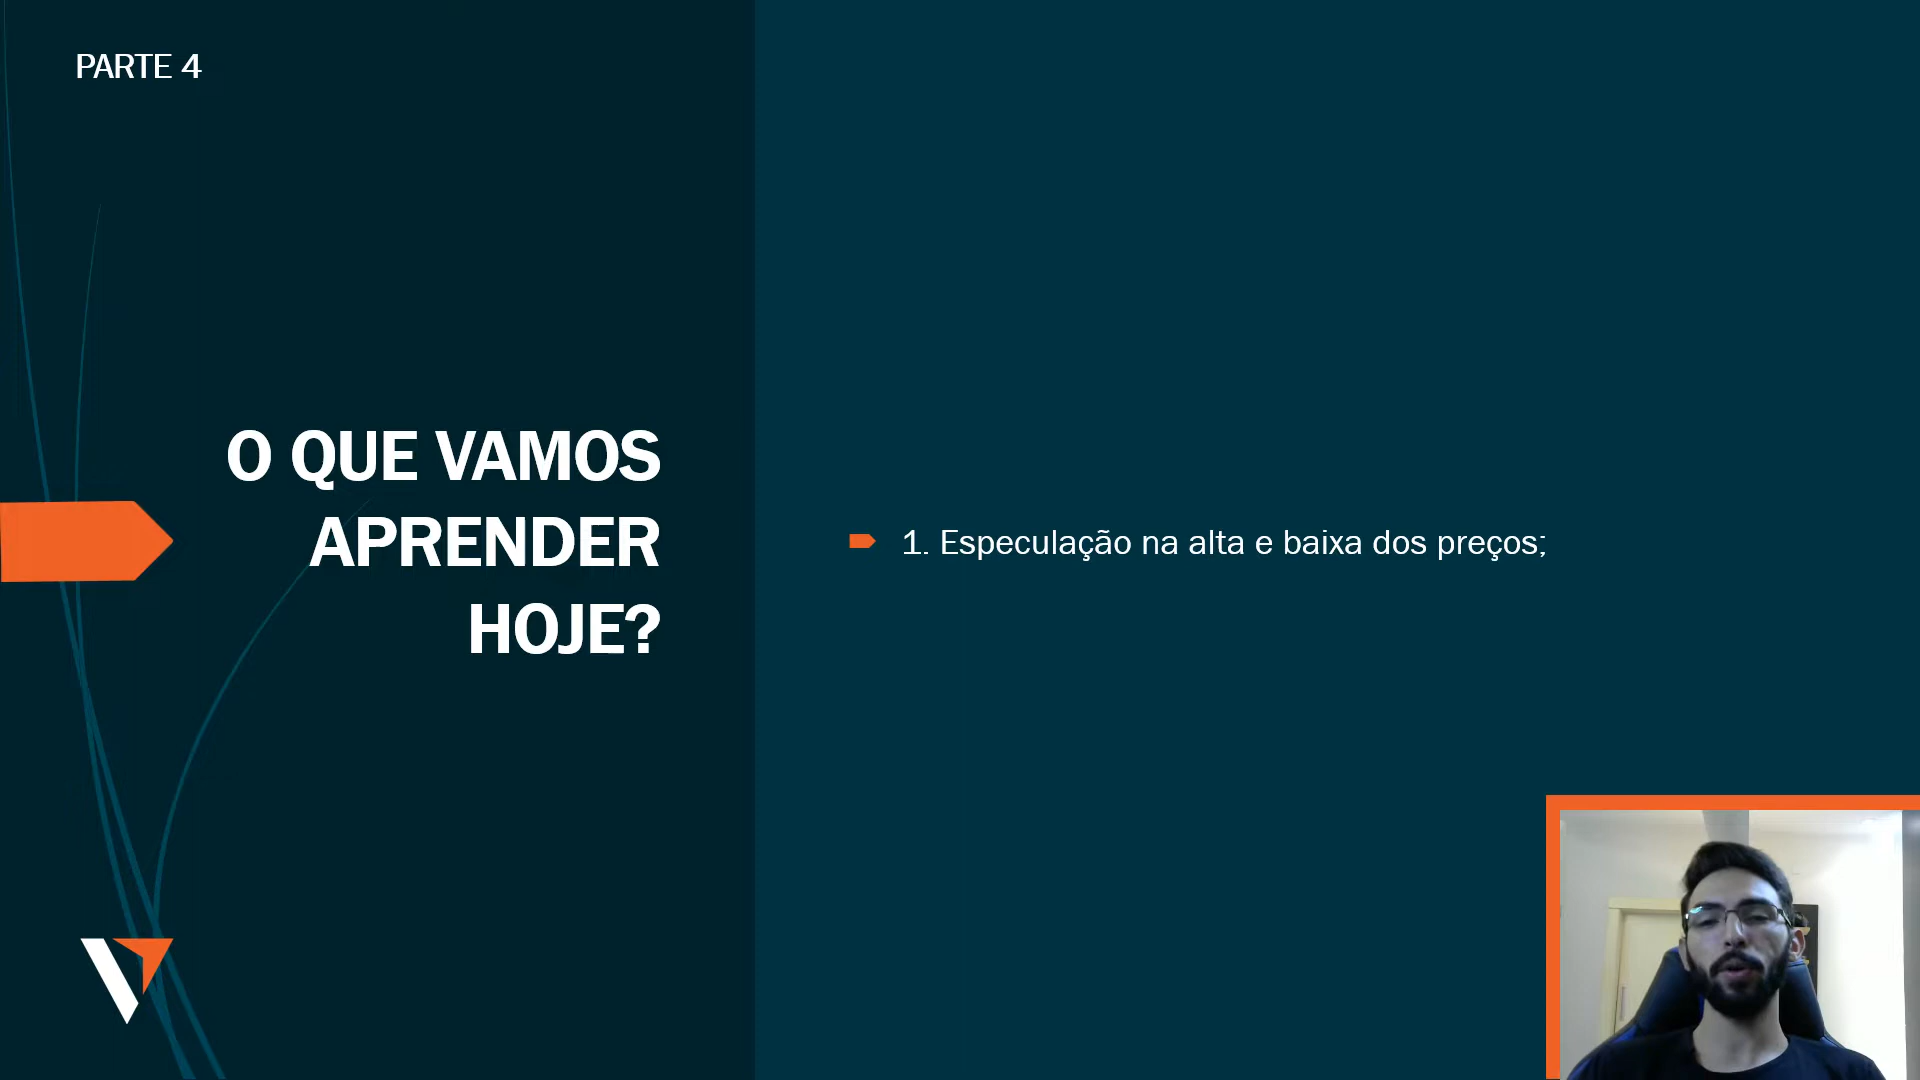 PARTE 4
O QUE VAMOS
APRENDER
HOJE?
1. Especulação na alta e baixa dos preços;